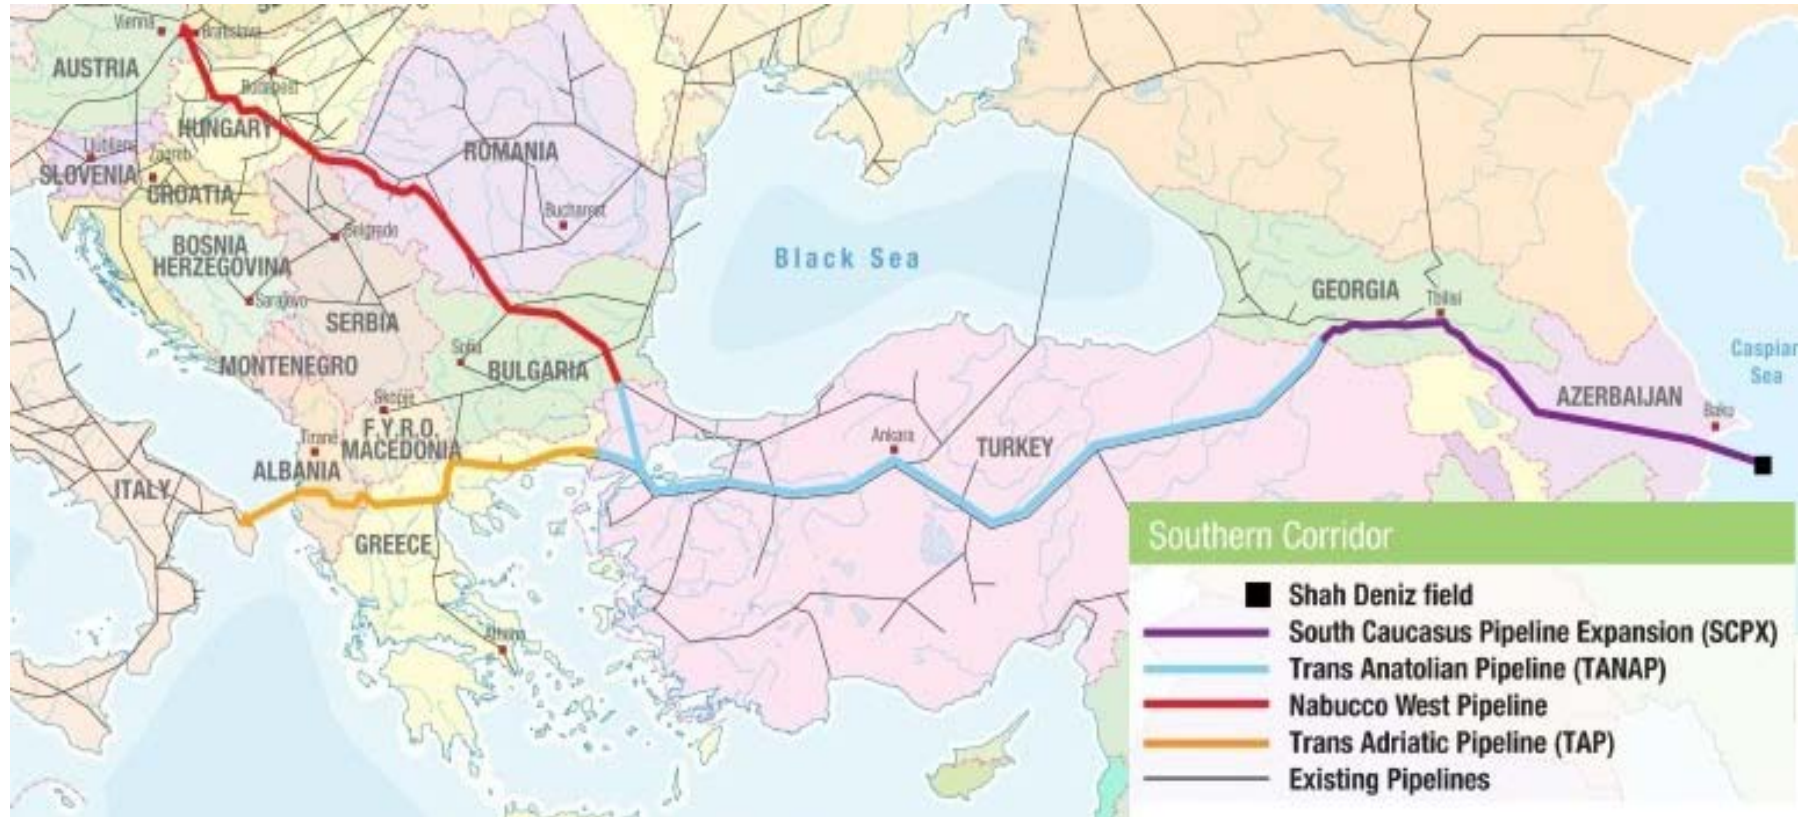 Vienna
Bratislava
AUSTRIA
Budapest
HUNGARY
Ljubljana
Zagreb
SLOVENIA
CROATIA
ROMANIA
Bucharest
Belgrade
BOSNIA
HERZEGOVINA
Sarajevo
SERBIA
MONTENEGRO
Sofia
BULGARIA
Skopje
F.Y.R.O.
MACEDONIA
Tirane
ALBANIA
ITALY
GREECE
Athens
Black Sea
Ankara
TURKEY
GEORGIA
Tbilisi
AZERBAIJAN
Baku
Caspian
Sea
Southern Corridor
Shah Deniz field
South Caucasus Pipeline Expansion (SCPX)
Trans Anatolian Pipeline (TANAP)
Nabucco West Pipeline
Trans Adriatic Pipeline (TAP)
Existing Pipelines